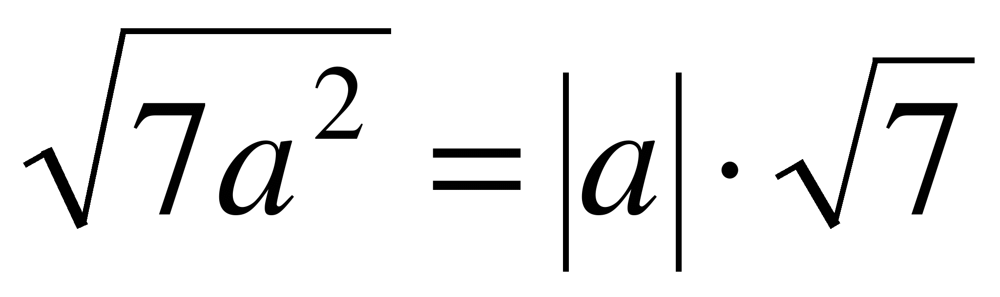 √7a² = |a| · √7